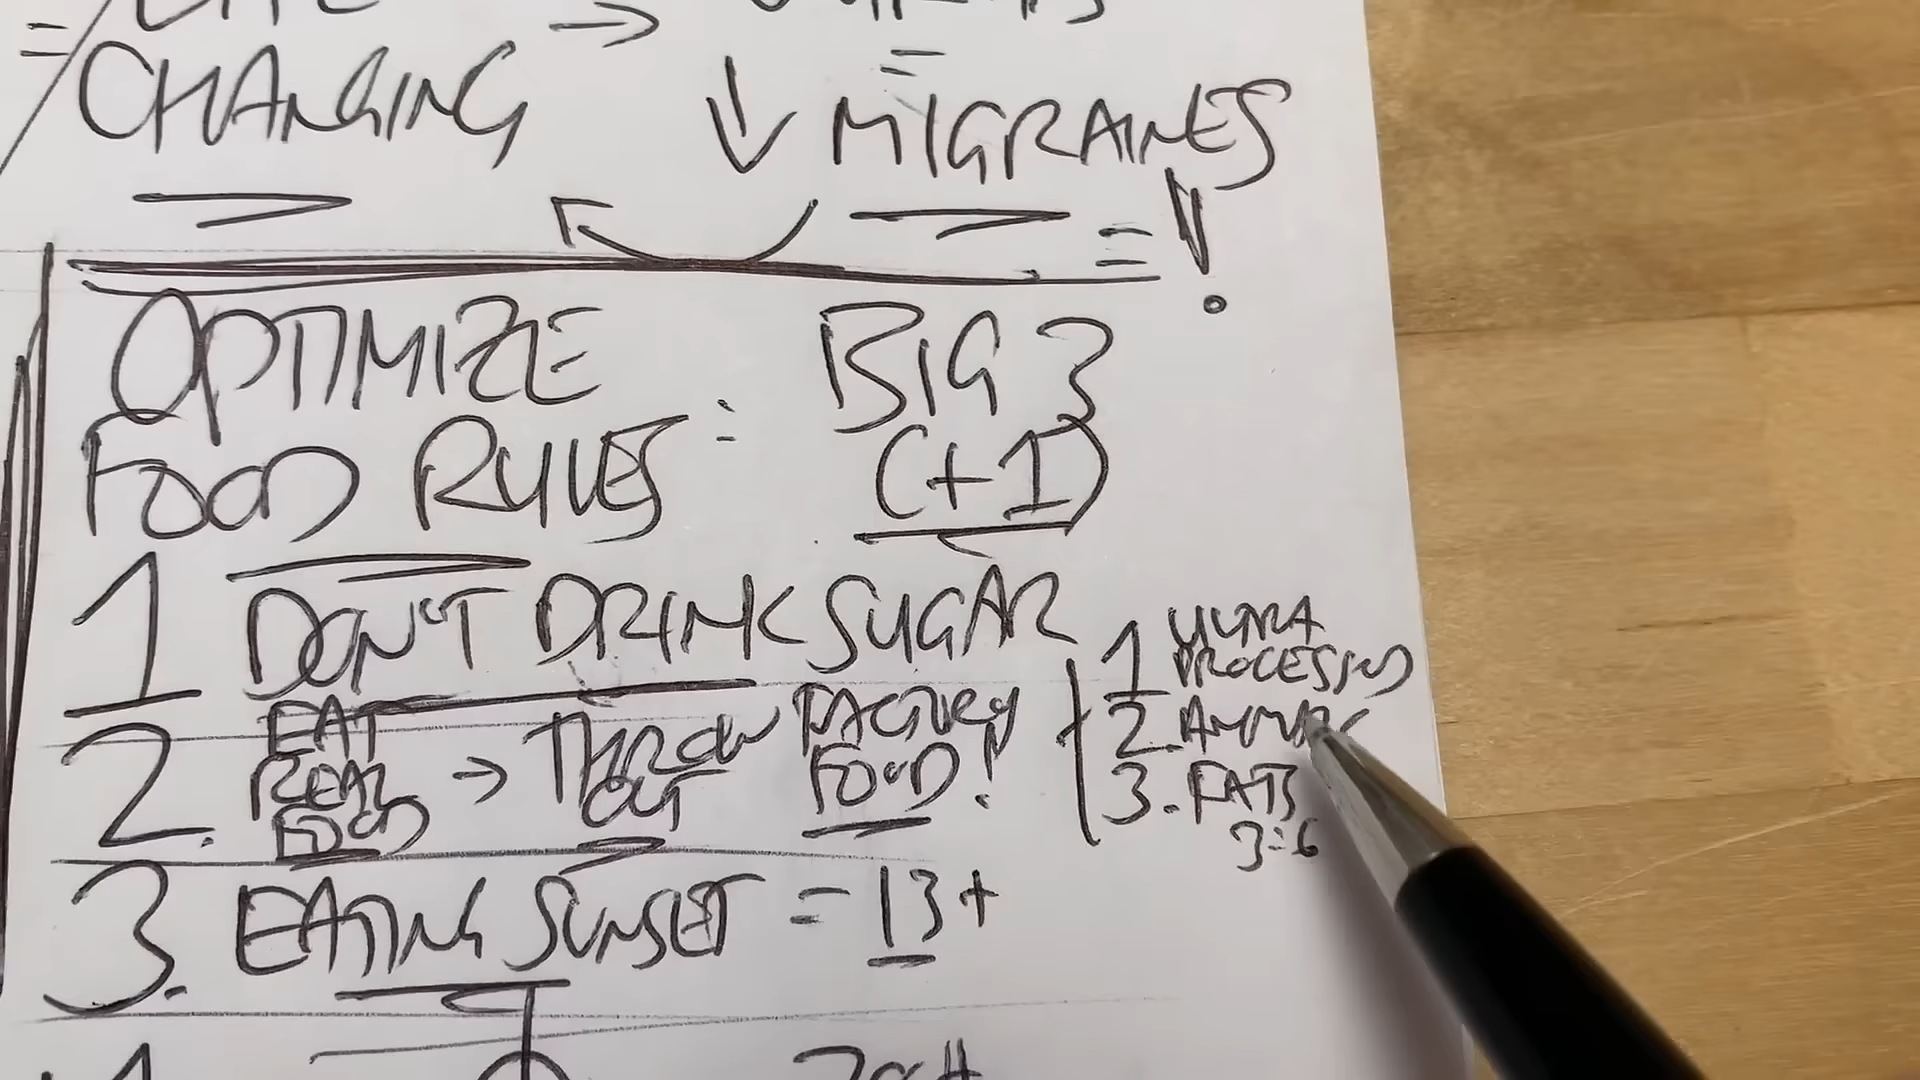 =
→
CHANGING
↓ MIGRAINES
= !
OPTIMIZE
FOOD RULES :
BIG 3
(+1)
1 DON'T DRINK SUGAR
2. EAT REAL FOOD → THROW OUT FACTORY FOOD!
1 ULTRA PROCESSED
2.
3. FATS
3:6
3. EATING SUNSET = 13+